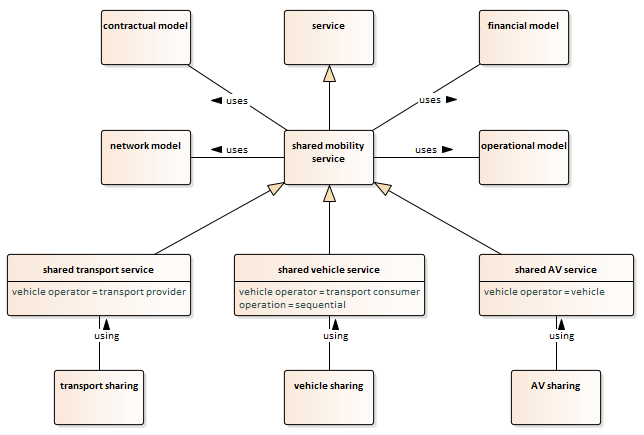 contractual model
service
financial model
uses
uses
network model
uses
shared mobility
service
uses
operational model
shared transport service
vehicle operator = transport provider
shared vehicle service
vehicle operator = transport consumer
operation = sequential
shared AV service
vehicle operator = vehicle
using
using
using
transport sharing
vehicle sharing
AV sharing